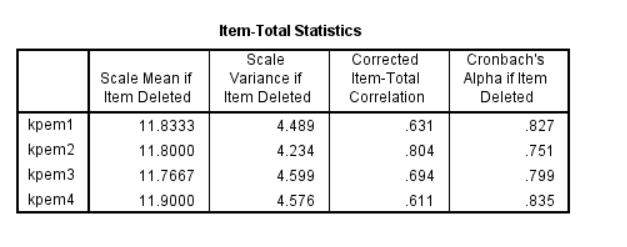 Item-Total Statistics
Scale Mean if Item Deleted Scale Variance if Item Deleted Corrected Item-Total Correlation Cronbach's Alpha if Item Deleted
kpem1 11.8333 4.489 .631 .827
kpem2 11.8000 4.234 .804 .751
kpem3 11.7667 4.599 .694 .799
kpem4 11.9000 4.576 .611 .835